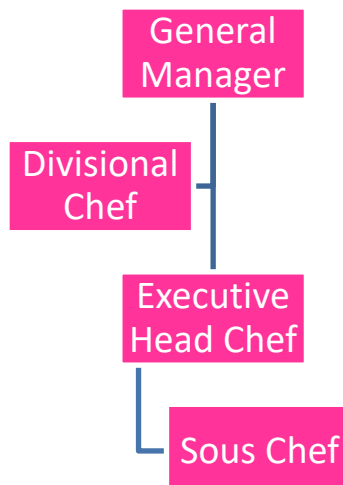 General
Manager
Divisional
Chef
Executive
Head Chef
Sous Chef